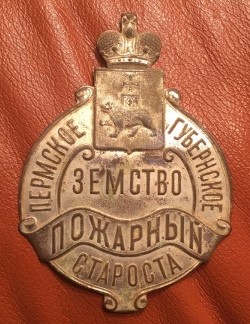 ПЕРМСКОЕ ГУБЕРНСКОЕ
ЗЕМСТВО
ПОЖАРНЫЙ
СТАРОСТА